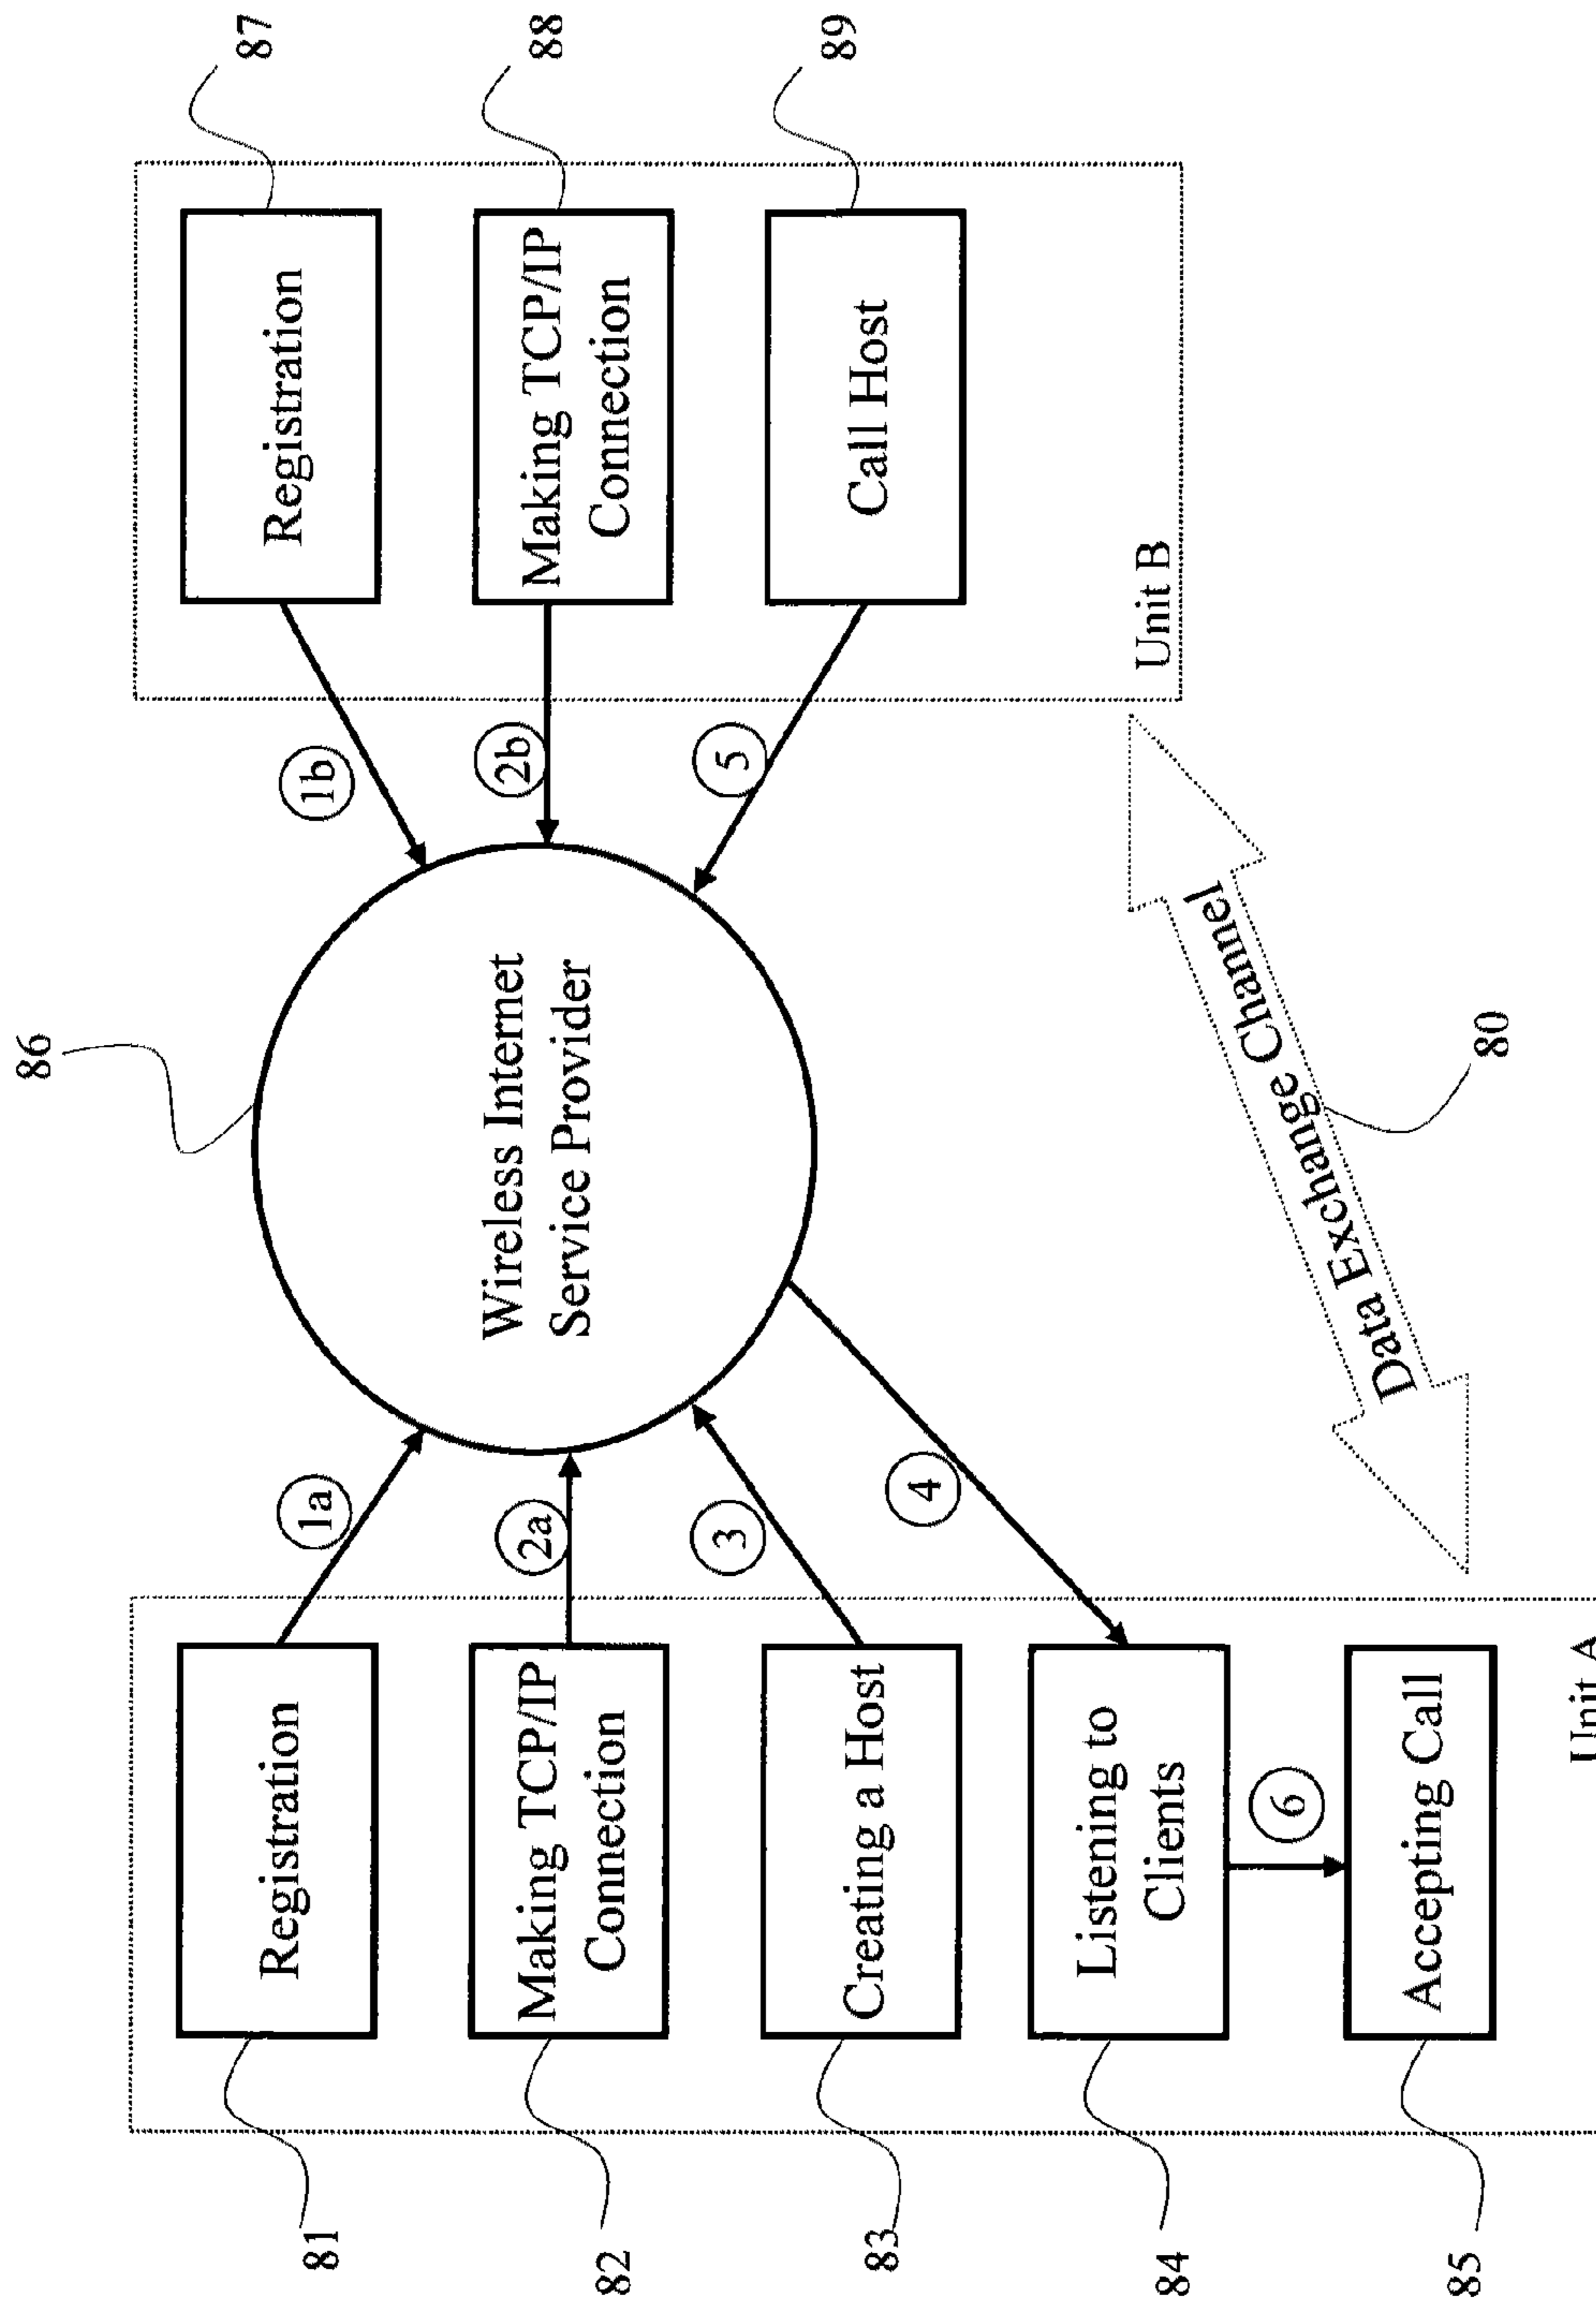 86
81
82
83
84
85
Registration
Making TCP/IP
Connection
Creating a Host
Listening to
Clients
Accepting Call
Unit A
1a
2a
3
4
6
Wireless Internet
Service Provider
1b
2b
5
Registration
Making TCP/IP
Connection
Call Host
Unit B
87
88
89
Data Exchange Channel
80